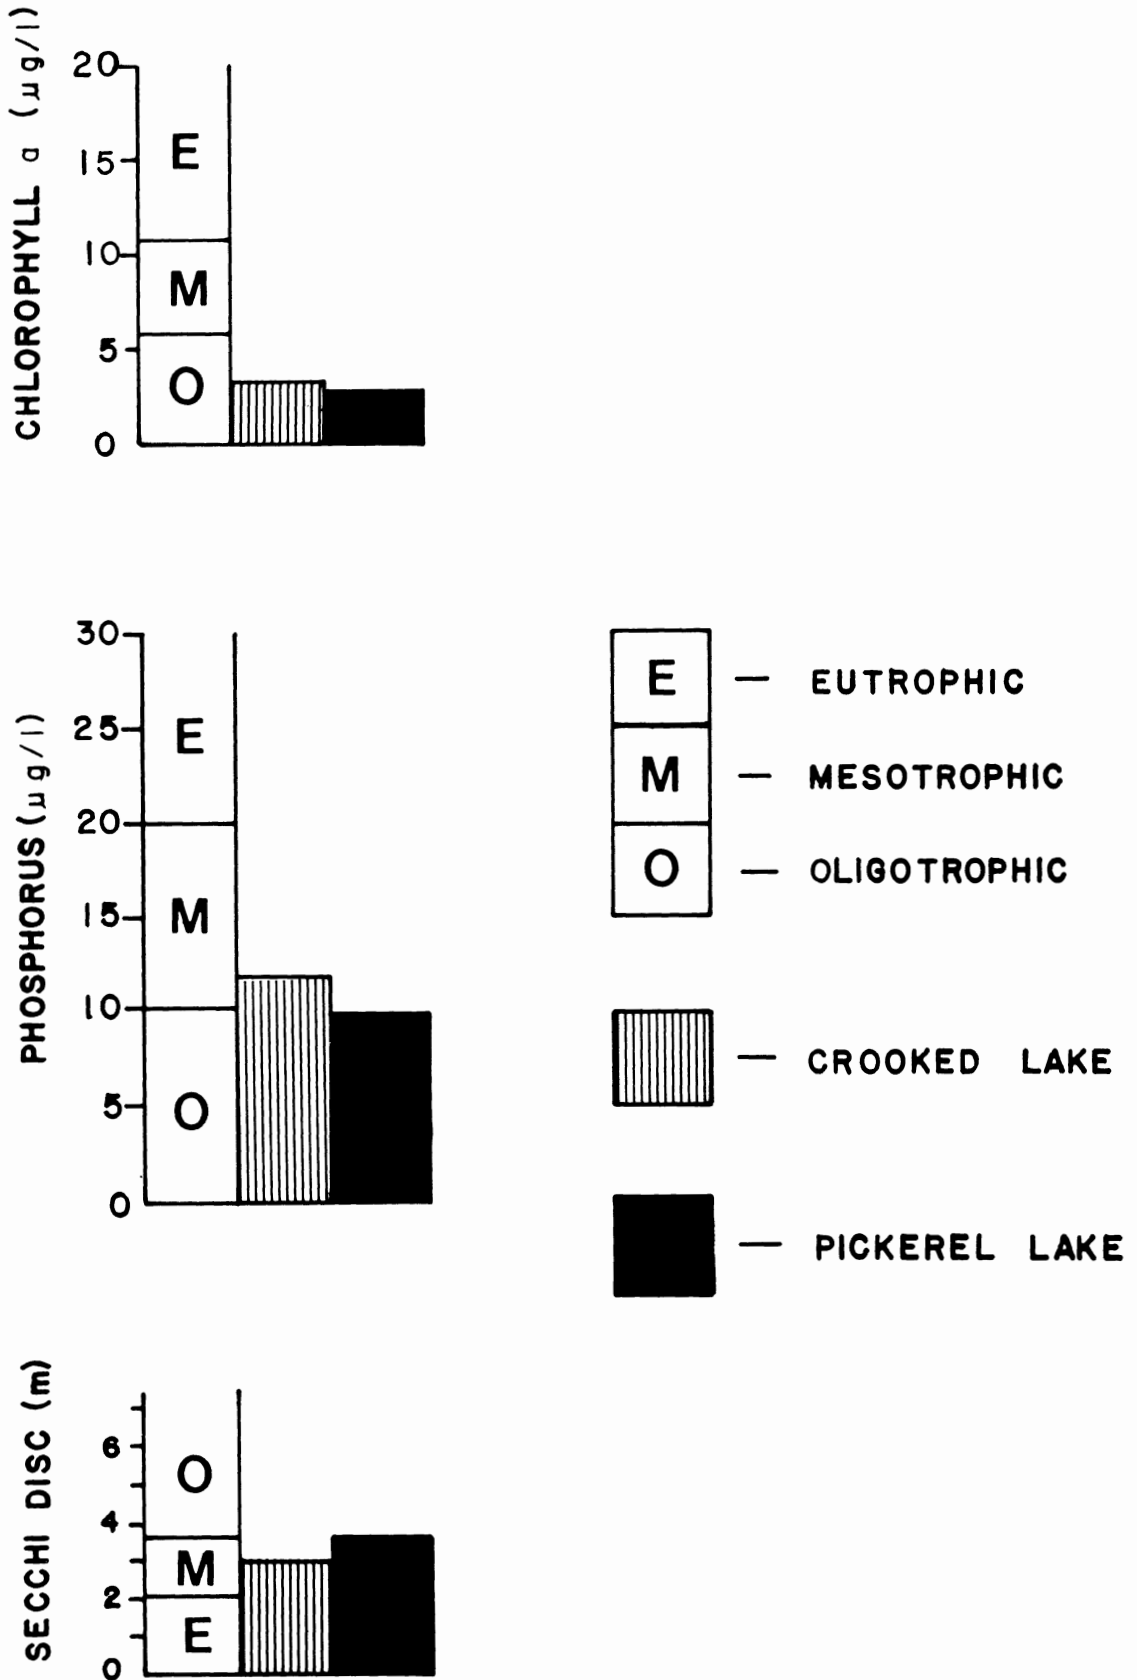 CHLOROPHYLL a (µg/l)
20
15
10
5
0
E
M
O
PHOSPHORUS (µg/l)
30
25
20
15
10
5
0
E
M
O
E — EUTROPHIC
M — MESOTROPHIC
O — OLIGOTROPHIC
— CROOKED LAKE
— PICKEREL LAKE
SECCHI DISC (m)
6
4
2
0
O
M
E